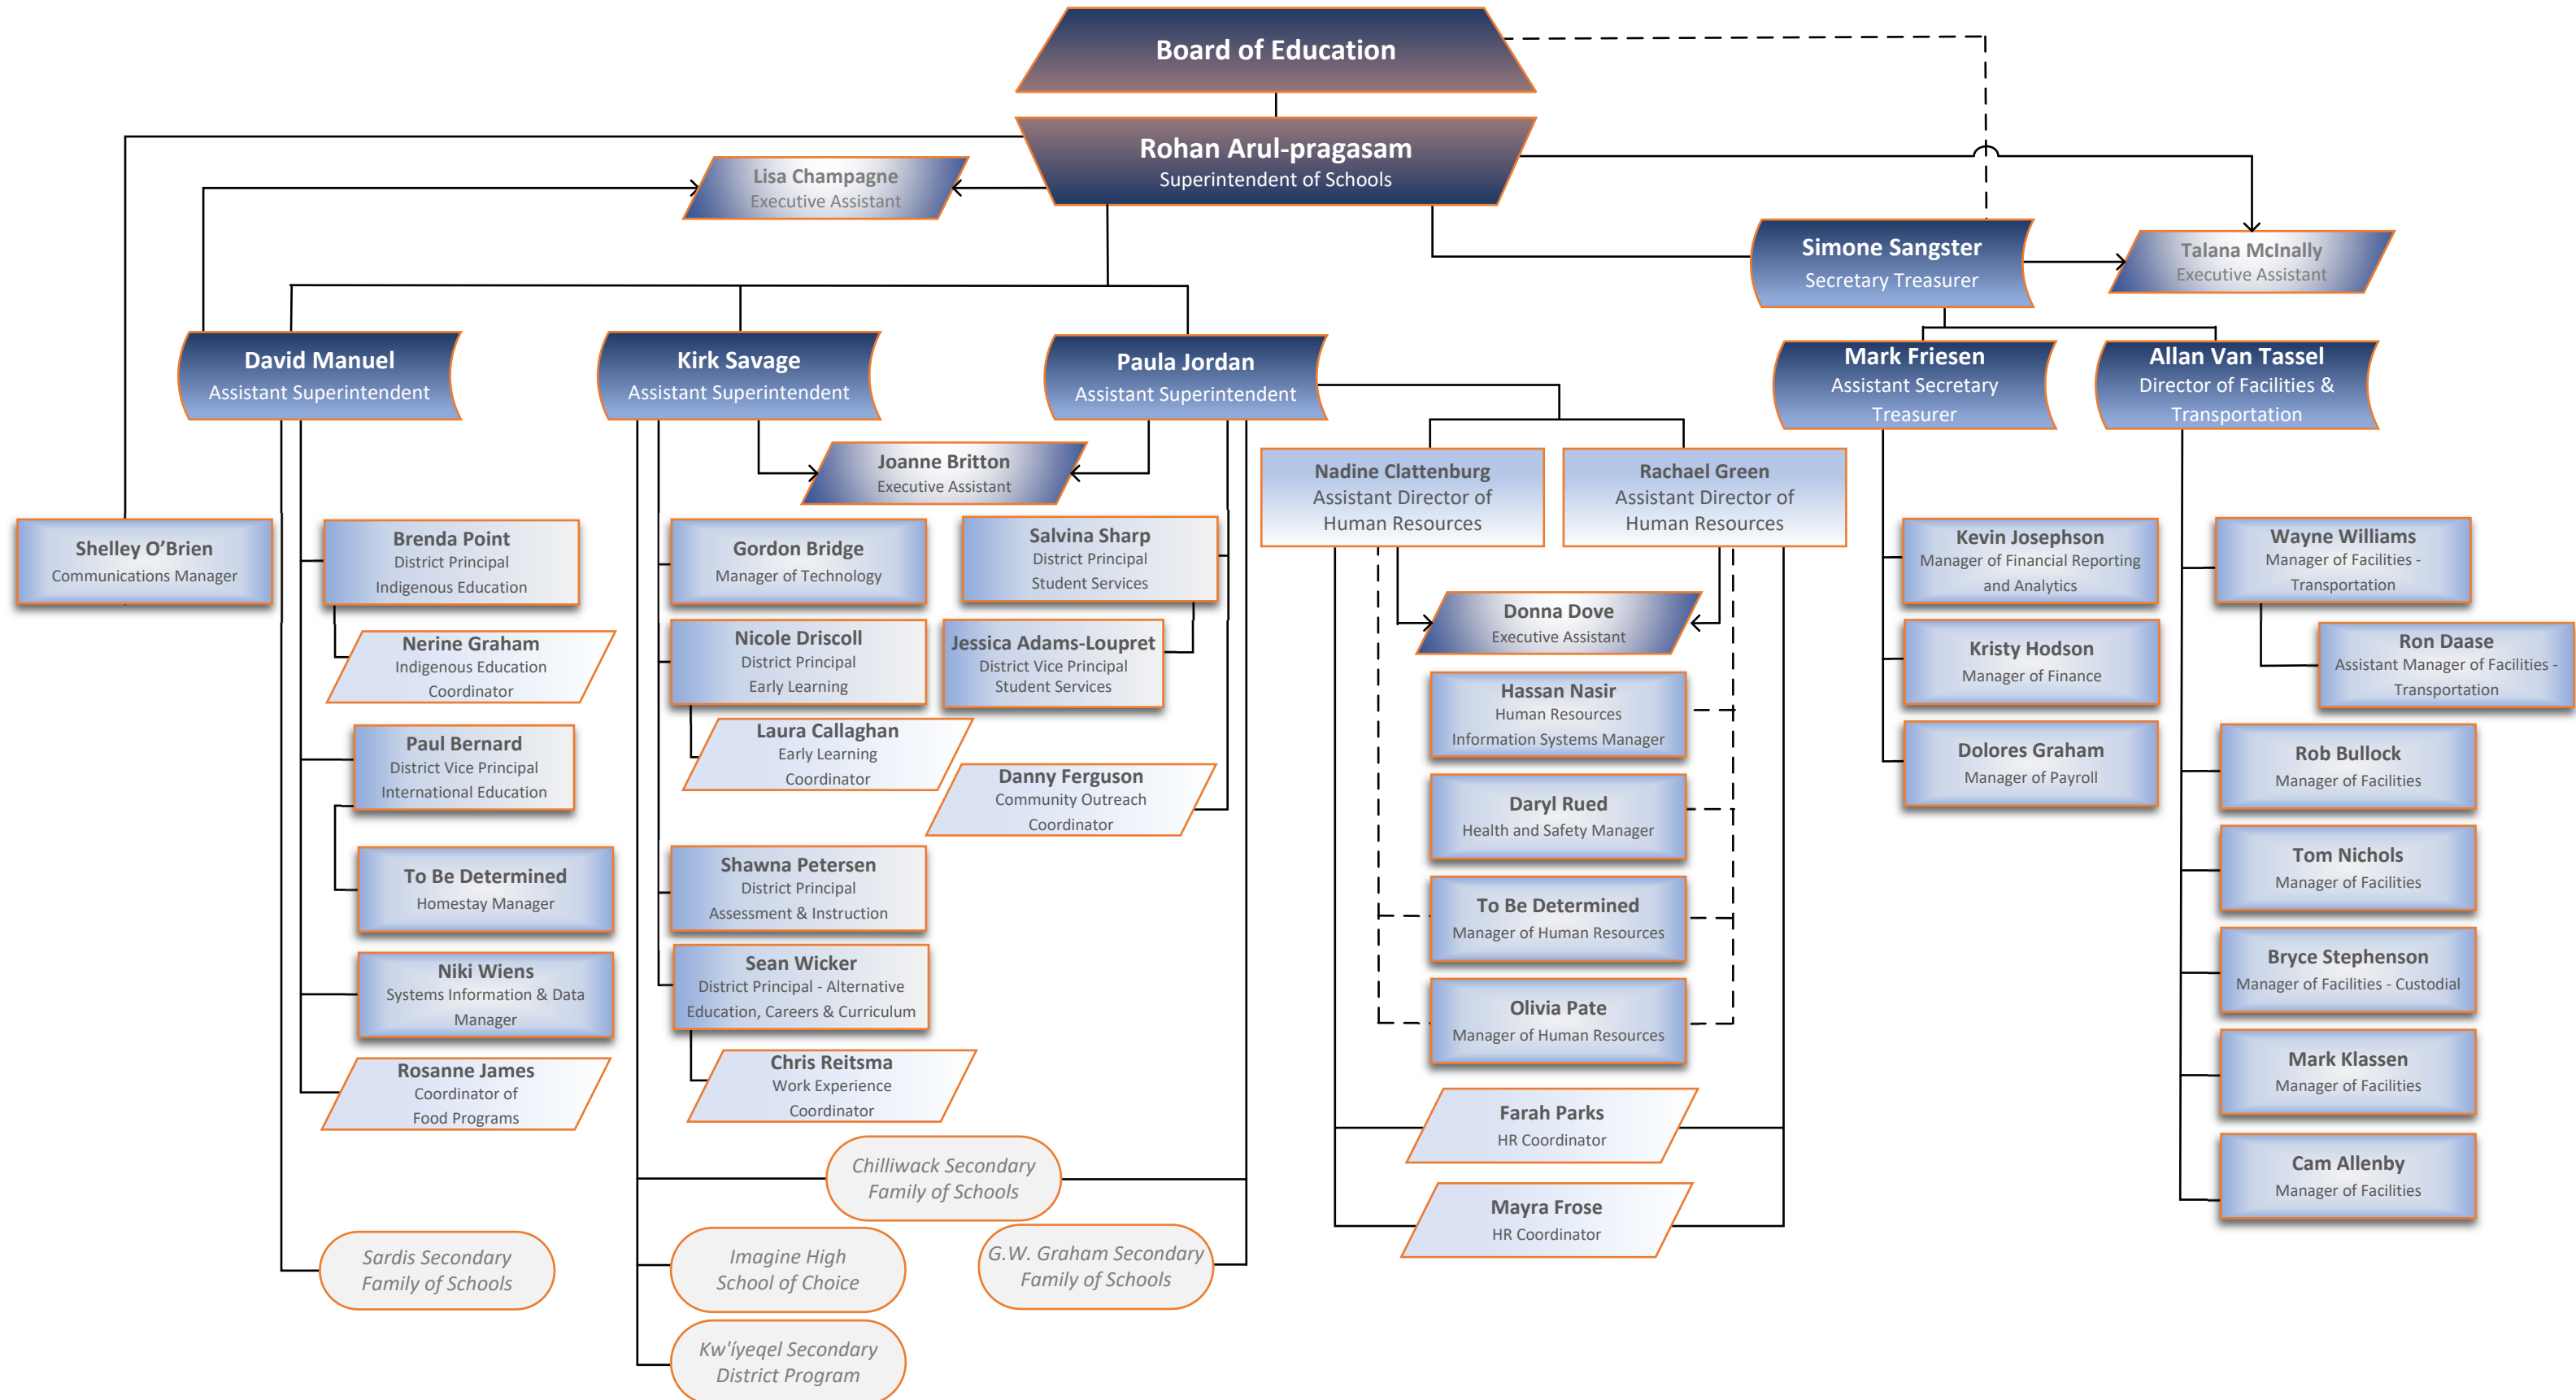 Board of Education
Rohan Arul-pragasam
Superintendent of Schools
Lisa Champagne
Executive Assistant
Simone Sangster
Secretary Treasurer
Talana McInally
Executive Assistant
David Manuel
Assistant Superintendent
Kirk Savage
Assistant Superintendent
Paula Jordan
Assistant Superintendent
Mark Friesen
Assistant Secretary
Treasurer
Allan Van Tassel
Director of Facilities &
Transportation
Joanne Britton
Executive Assistant
Nadine Clattenburg
Assistant Director of
Human Resources
Rachael Green
Assistant Director of
Human Resources
Shelley O’Brien
Communications Manager
Brenda Point
District Principal
Indigenous Education
Nerine Graham
Indigenous Education
Coordinator
Paul Bernard
District Vice Principal
International Education
To Be Determined
Homestay Manager
Niki Wiens
Systems Information & Data
Manager
Rosanne James
Coordinator of
Food Programs
Sardis Secondary
Family of Schools
Gordon Bridge
Manager of Technology
Nicole Driscoll
District Principal
Early Learning
Laura Callaghan
Early Learning
Coordinator
Shawna Petersen
District Principal
Assessment & Instruction
Sean Wicker
District Principal - Alternative
Education, Careers & Curriculum
Chris Reitsma
Work Experience
Coordinator
Chilliwack Secondary
Family of Schools
Imagine High
School of Choice
Kw'íyeqel Secondary
District Program
Salvina Sharp
District Principal
Student Services
Jessica Adams-Loupret
District Vice Principal
Student Services
Danny Ferguson
Community Outreach
Coordinator
G.W. Graham Secondary
Family of Schools
Donna Dove
Executive Assistant
Hassan Nasir
Human Resources
Information Systems Manager
Daryl Rued
Health and Safety Manager
To Be Determined
Manager of Human Resources
Olivia Pate
Manager of Human Resources
Farah Parks
HR Coordinator
Mayra Frose
HR Coordinator
Kevin Josephson
Manager of Financial Reporting
and Analytics
Kristy Hodson
Manager of Finance
Dolores Graham
Manager of Payroll
Wayne Williams
Manager of Facilities -
Transportation
Ron Daase
Assistant Manager of Facilities -
Transportation
Rob Bullock
Manager of Facilities
Tom Nichols
Manager of Facilities
Bryce Stephenson
Manager of Facilities - Custodial
Mark Klassen
Manager of Facilities
Cam Allenby
Manager of Facilities